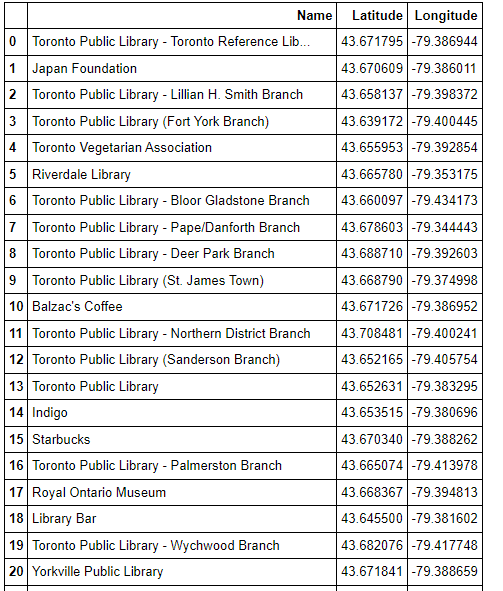 Name Latitude Longitude
0 Toronto Public Library - Toronto Reference Lib... 43.671795 -79.386944
1 Japan Foundation 43.670609 -79.386011
2 Toronto Public Library - Lillian H. Smith Branch 43.658137 -79.398372
3 Toronto Public Library (Fort York Branch) 43.639172 -79.400445
4 Toronto Vegetarian Association 43.655953 -79.392854
5 Riverdale Library 43.665780 -79.353175
6 Toronto Public Library - Bloor Gladstone Branch 43.660097 -79.434173
7 Toronto Public Library - Pape/Danforth Branch 43.678603 -79.344443
8 Toronto Public Library - Deer Park Branch 43.688710 -79.392603
9 Toronto Public Library (St. James Town) 43.668790 -79.374998
10 Balzac's Coffee 43.671726 -79.386952
11 Toronto Public Library - Northern District Branch 43.708481 -79.400241
12 Toronto Public Library (Sanderson Branch) 43.652165 -79.405754
13 Toronto Public Library 43.652631 -79.383295
14 Indigo 43.653515 -79.380696
15 Starbucks 43.670340 -79.388262
16 Toronto Public Library - Palmerston Branch 43.665074 -79.413978
17 Royal Ontario Museum 43.668367 -79.394813
18 Library Bar 43.645500 -79.381602
19 Toronto Public Library - Wychwood Branch 43.682076 -79.417748
20 Yorkville Public Library 43.671841 -79.388659